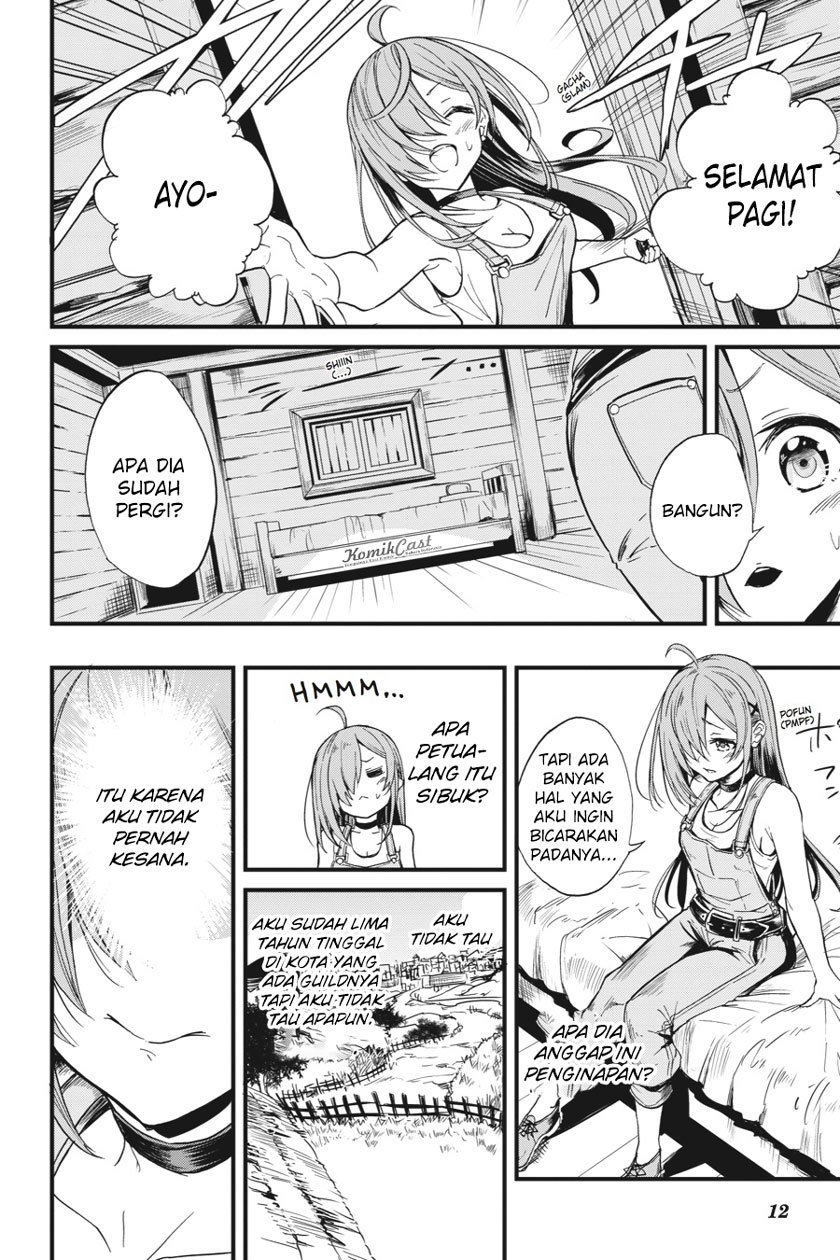 SELAMAT
PAGI!
GACHA
(SLAM)
AYO-
BANGUN?
SHIIIN
(...)
APA DIA
SUDAH
PERGI?
KomikCast
POFUN
(PMPF)
ホ
フ
TAPI ADA
BANYAK
HAL YANG
AKU INGIN
BICARAKAN
PADANYA...
APA DIA
ANGGAP INI
PENGINAPAN?
HMMM...
APA
PETUA-
LANG ITU
SIBUK?
AKU
TIDAK TAU
AKU SUDAH LIMA
TAHUN TINGGAL
DI KOTA YANG
ADA GUILDNYA
TAPI AKU TIDAK
TAU APAPUN.
ITU KARENA
AKU TIDAK
PERNAH
KESANA.
12